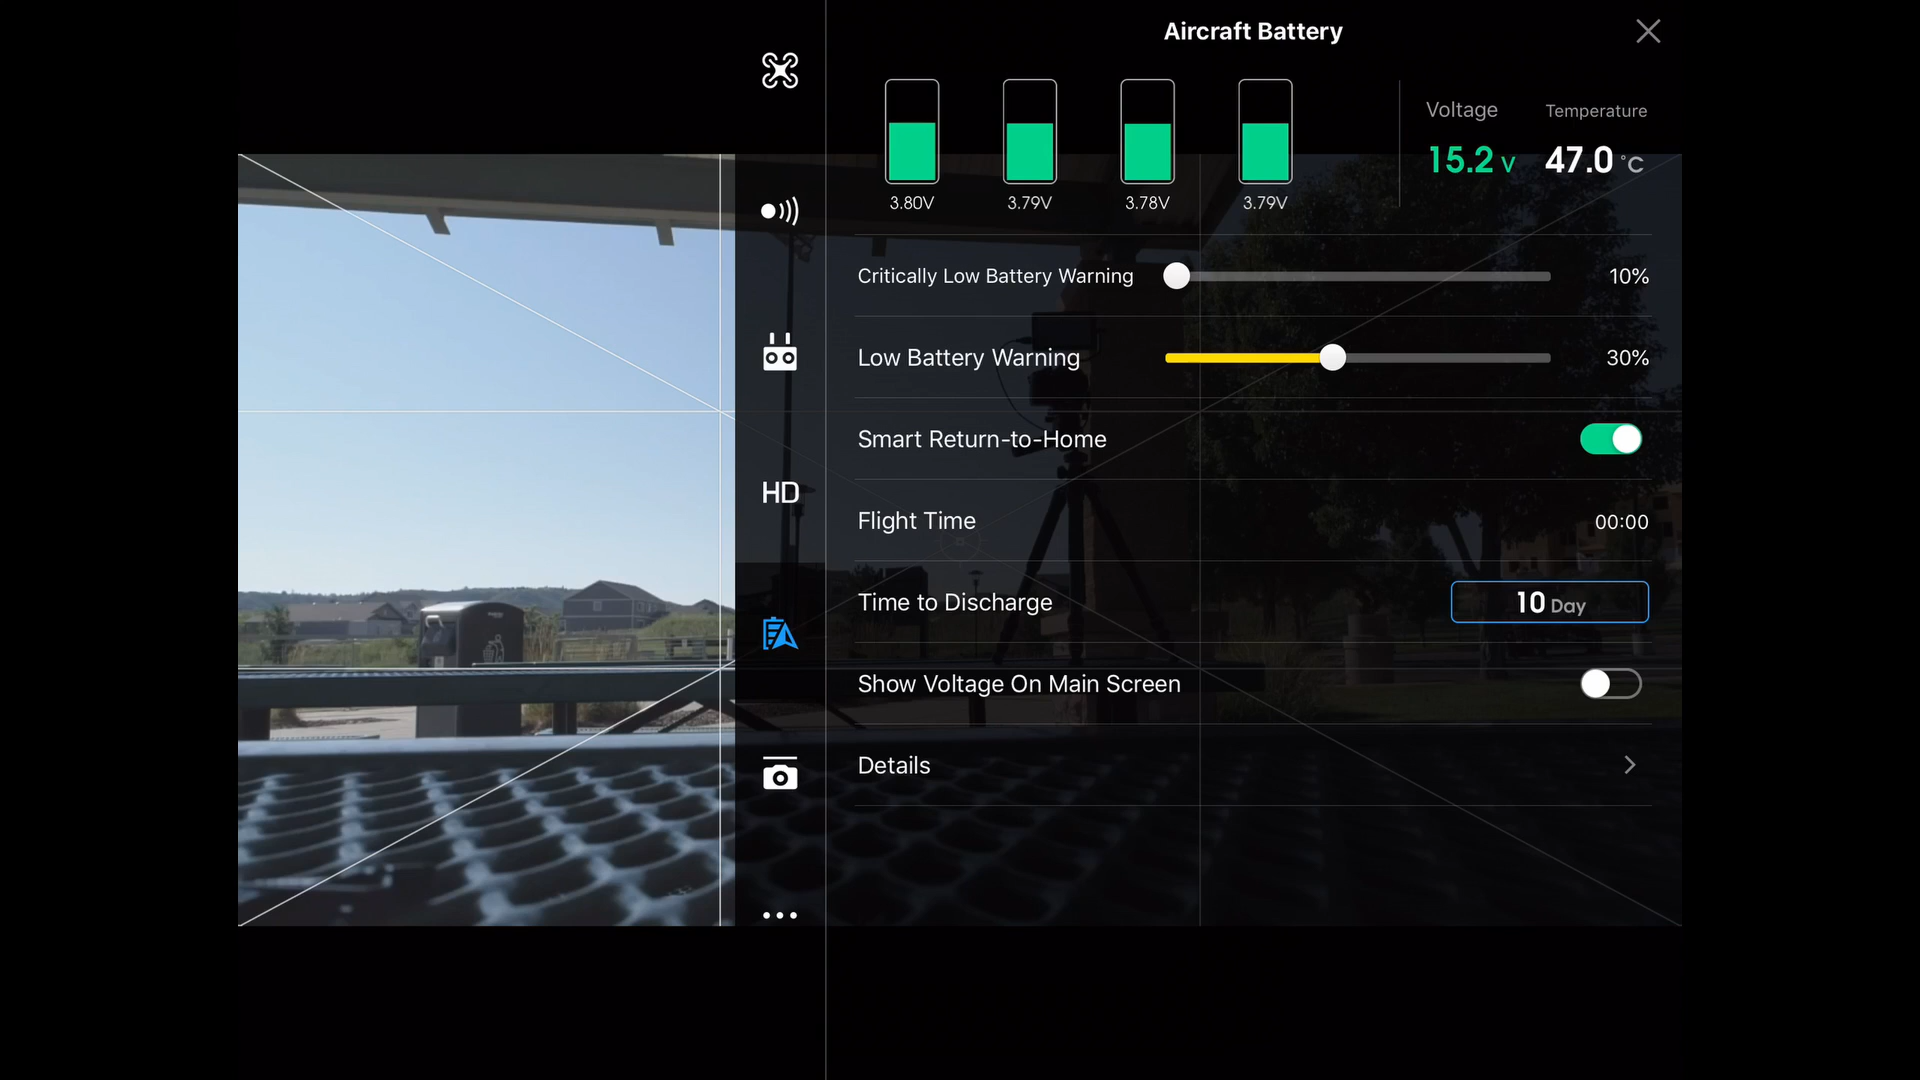 Aircraft Battery
Voltage Temperature
15.2 V 47.0 °C
3.80V 3.79V 3.78V 3.79V
Critically Low Battery Warning 10%
Low Battery Warning 30%
Smart Return-to-Home
HD
Flight Time 00:00
Time to Discharge 10 Day
Show Voltage On Main Screen
Details